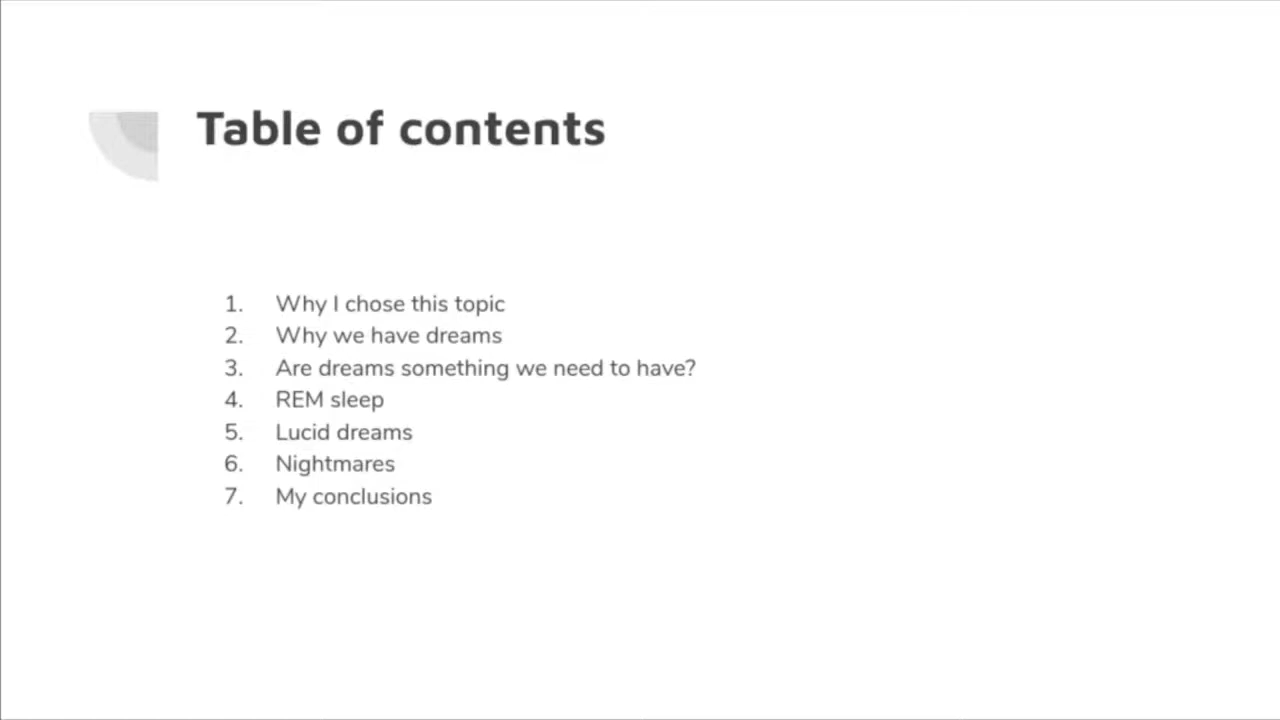 Table of contents
1. Why I chose this topic
2. Why we have dreams
3. Are dreams something we need to have?
4. REM sleep
5. Lucid dreams
6. Nightmares
7. My conclusions